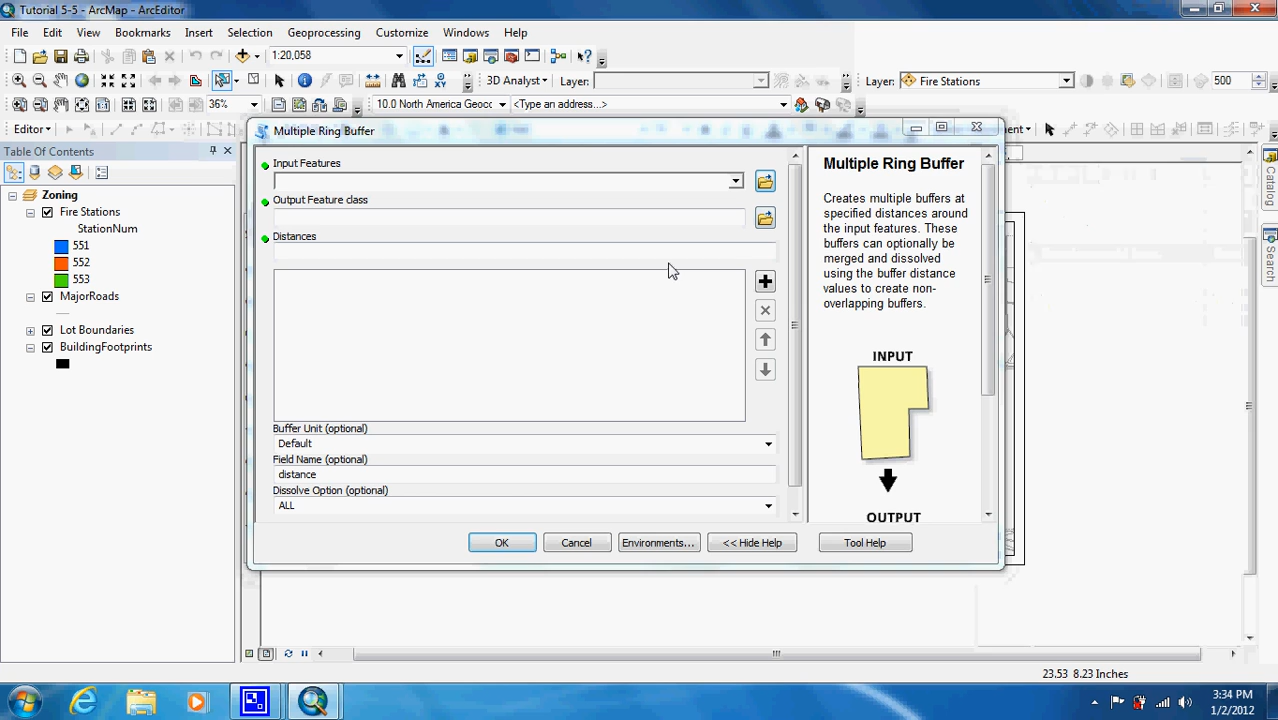 Tutorial 5-5 - ArcMap - ArcEditor
File Edit View Bookmarks Insert Selection Geoprocessing Customize Windows Help
1:20,058
3D Analyst Layer: Layer: Fire Stations 500
36% 10.0 North America Geocc <Type an address...>
Editor
Table Of Contents
Zoning
Fire Stations
StationNum
551
552
553
MajorRoads
Lot Boundaries
BuildingFootprints
Multiple Ring Buffer
Input Features
Output Feature class
Distances
Buffer Unit (optional)
Default
Field Name (optional)
distance
Dissolve Option (optional)
ALL
OK Cancel Environments... << Hide Help Tool Help
Multiple Ring Buffer
Creates multiple buffers at
specified distances around
the input features. These
buffers can optionally be
merged and dissolved
using the buffer distance
values to create non-
overlapping buffers.
INPUT
OUTPUT
Catalog
Search
23.53 8.23 Inches
3:34 PM
1/2/2012